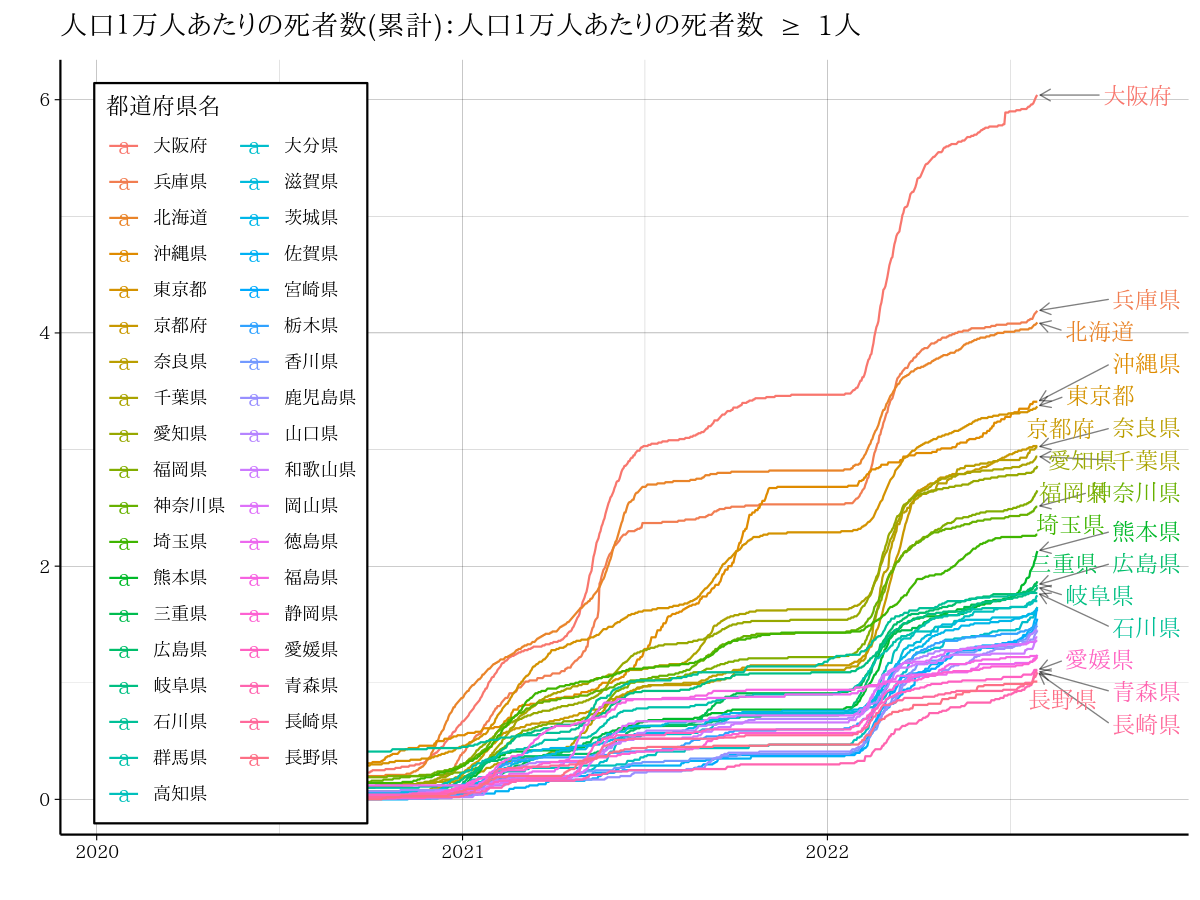 人口1万人あたりの死者数(累計):人口1万人あたりの死者数 ≥ 1人
6
4
2
0
2020
2021
2022
都道府県名
a 大阪府
a 兵庫県
a 北海道
a 沖縄県
a 東京都
a 京都府
a 奈良県
a 千葉県
a 愛知県
a 福岡県
a 神奈川県
a 埼玉県
a 熊本県
a 三重県
a 広島県
a 岐阜県
a 石川県
a 群馬県
a 高知県
a 大分県
a 滋賀県
a 茨城県
a 佐賀県
a 宮崎県
a 栃木県
a 香川県
a 鹿児島県
a 山口県
a 和歌山県
a 岡山県
a 徳島県
a 福島県
a 静岡県
a 愛媛県
a 青森県
a 長崎県
a 長野県
大阪府
兵庫県
北海道
沖縄県
東京都
京都府 奈良県
愛知県 千葉県
福岡県 神奈川県
埼玉県 熊本県
三重県 広島県
岐阜県
石川県
愛媛県
長野県 青森県
長崎県